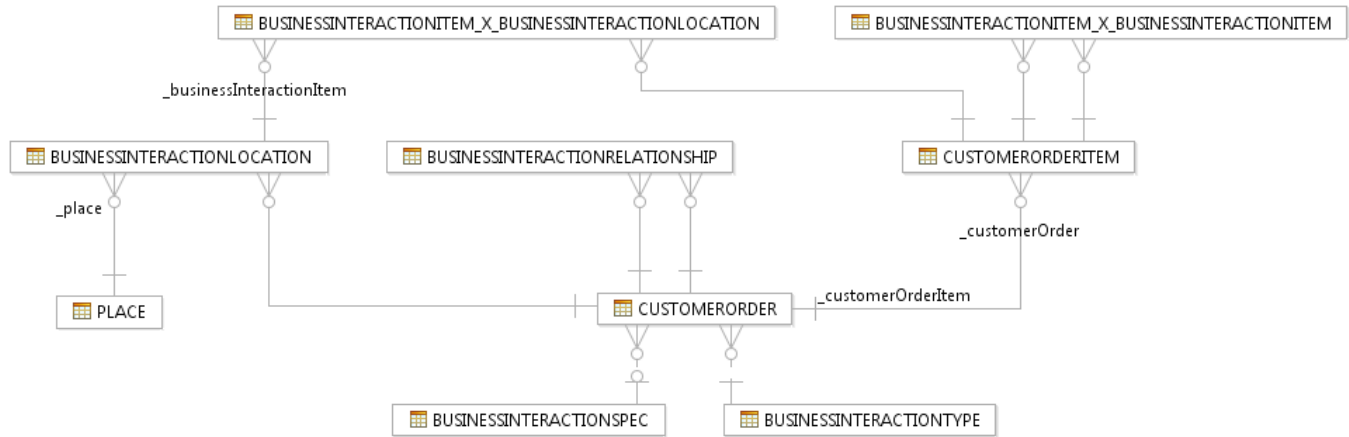 BUSINESSINTERACTIONITEM_X_BUSINESSINTERACTIONLOCATION
BUSINESSINTERACTIONITEM_X_BUSINESSINTERACTIONITEM
_businessInteractionItem
BUSINESSINTERACTIONLOCATION
BUSINESSINTERACTIONRELATIONSHIP
CUSTOMERORDERITEM
_place
_customerOrder
_customerOrderItem
PLACE
CUSTOMERORDER
BUSINESSINTERACTIONSPEC
BUSINESSINTERACTIONTYPE